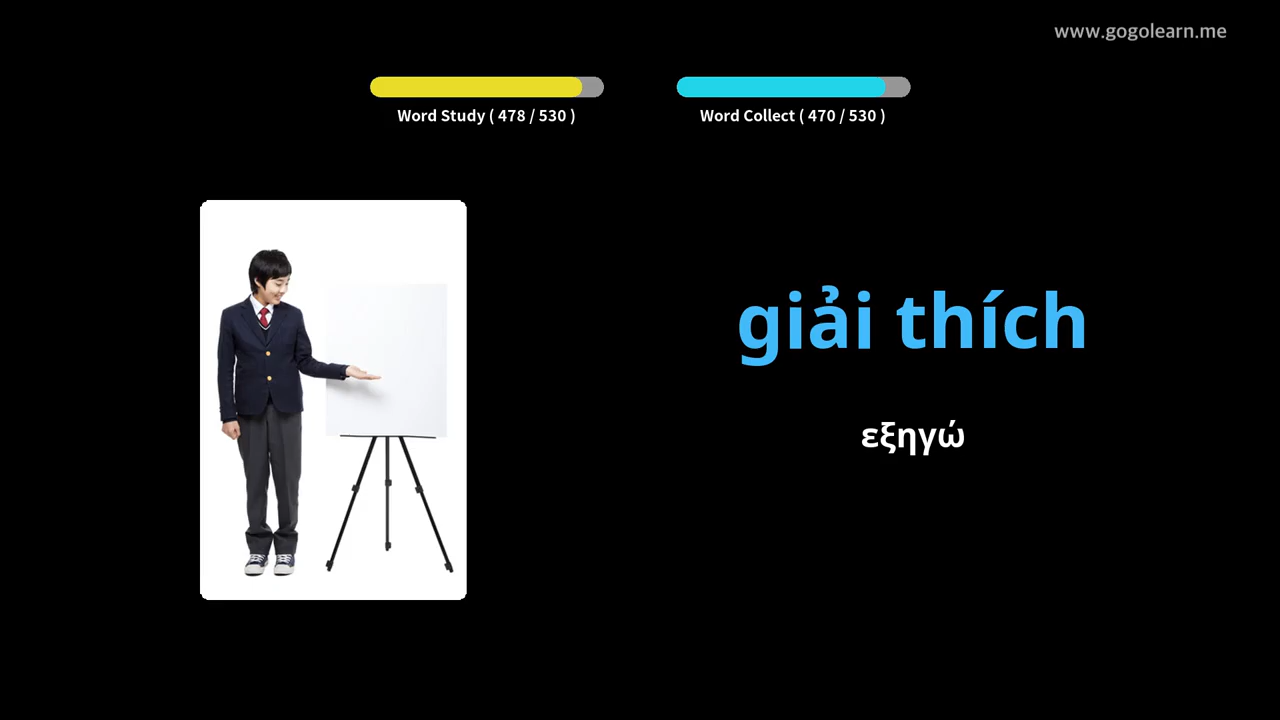 www.gogolearn.me
Word Study ( 478 / 530 )
Word Collect ( 470 / 530 )
giải thích
εξηγώ